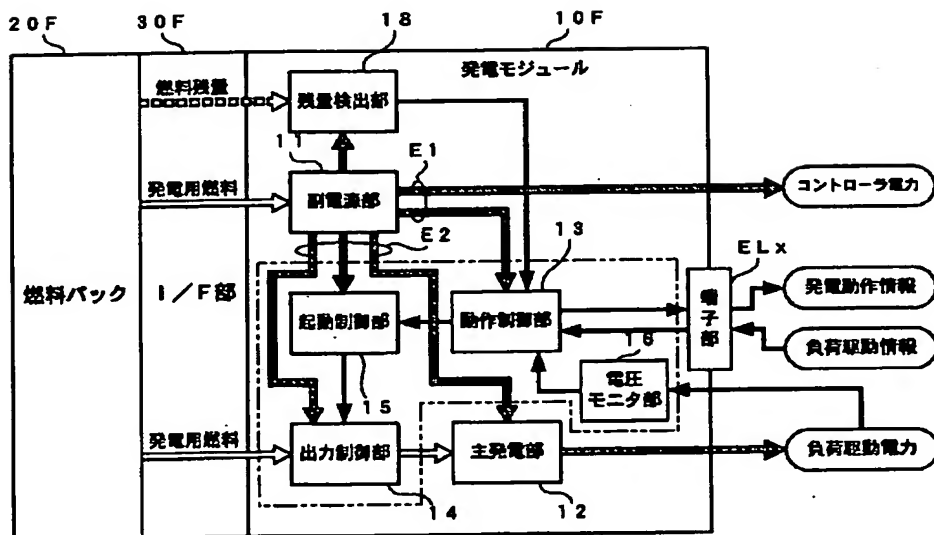 20F
30F
18
10F
発電モジュール
燃料残量
残量検出部
11
E1
発電用燃料
副電源部
コントローラ電力
E2
13
ELx
燃料パック
I/F部
起動制御部
動作制御部
端子部
発電動作情報
負荷駆動情報
16
電圧
モニタ部
15
発電用燃料
出力制御部
主発電部
負荷駆動電力
14
12